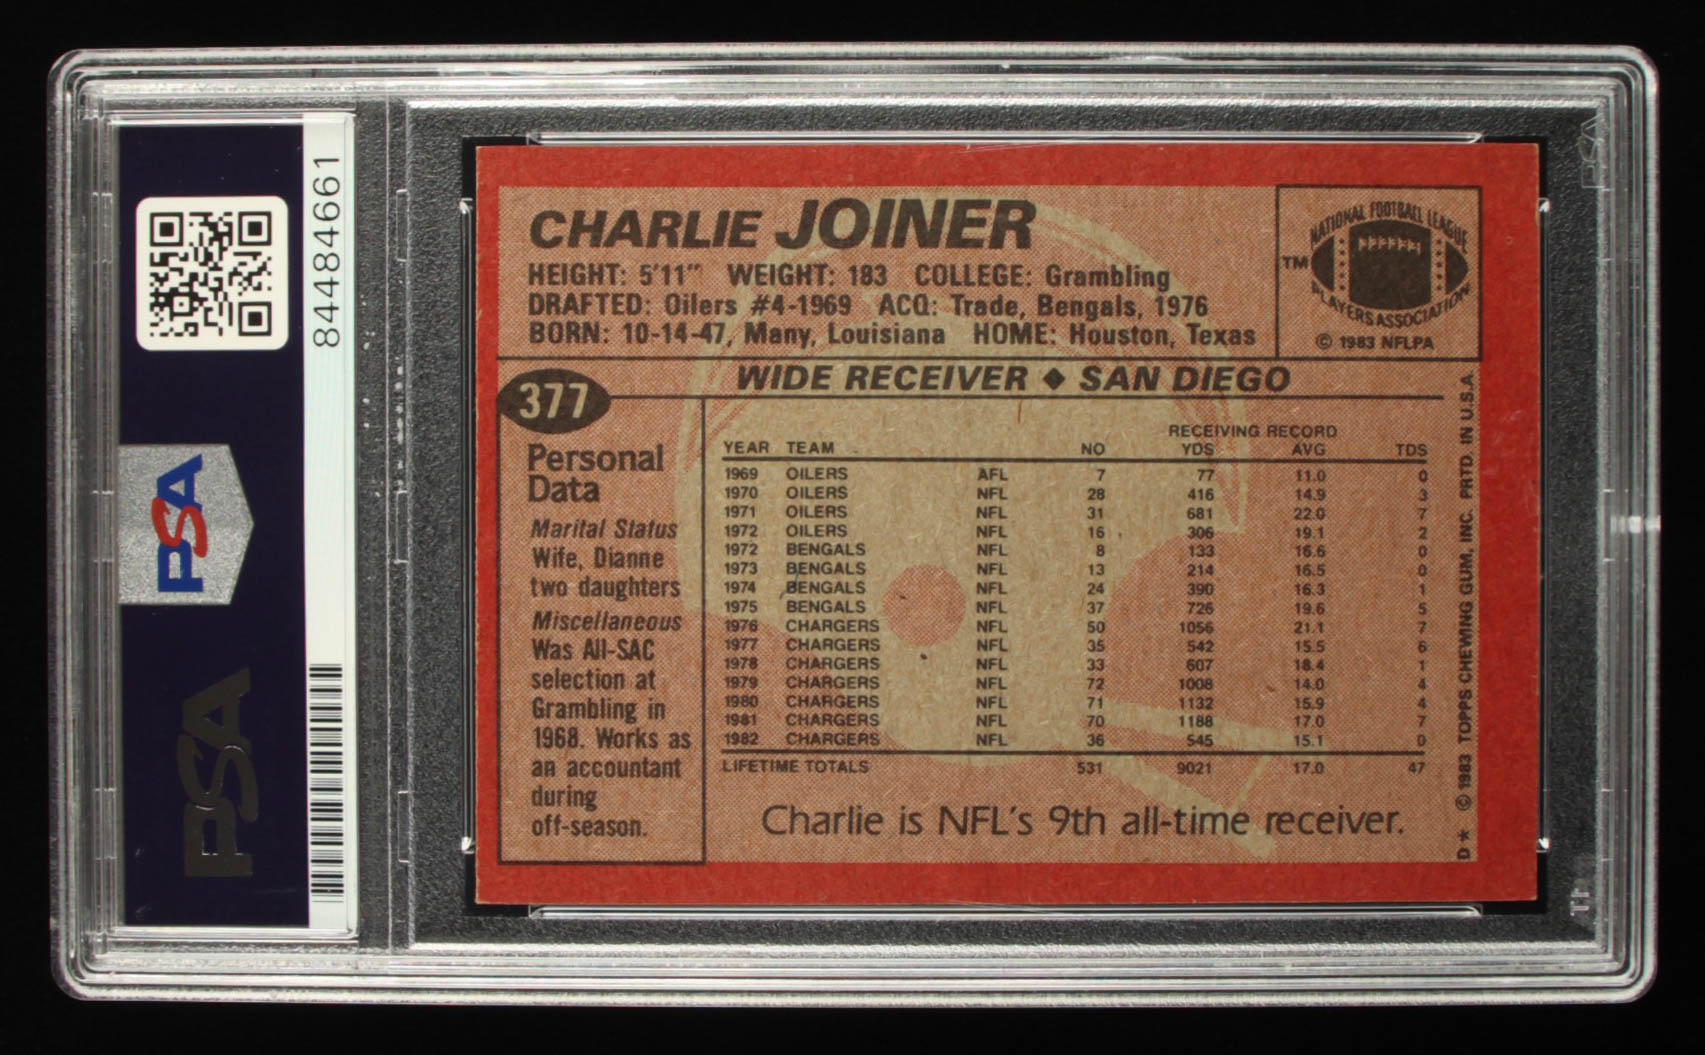 84484661
PSA
PSA
CHARLIE JOINER
HEIGHT: 5'11" WEIGHT: 183 COLLEGE: Grambling
DRAFTED: Oilers #4-1969 ACQ: Trade, Bengals, 1976
BORN: 10-14-47, Many, Louisiana HOME: Houston, Texas
NATIONAL FOOTBALL LEAGUE
TM
PLAYERS ASSOCIATION
© 1983 NFLPA
377
WIDE RECEIVER ◆ SAN DIEGO
Personal
Data
Marital Status
Wife, Dianne
two daughters
Miscellaneous
Was All-SAC
selection at
Grambling in
1968. Works as
an accountant
during
off-season.
RECEIVING RECORD
YEAR TEAM NO YDS AVG TDS
1969 OILERS AFL 7 77 11.0 0
1970 OILERS NFL 28 416 14.9 3
1971 OILERS NFL 31 681 22.0 7
1972 OILERS NFL 16 306 19.1 2
1972 BENGALS NFL 8 133 16.6 0
1973 BENGALS NFL 13 214 16.5 0
1974 BENGALS NFL 24 390 16.3 1
1975 BENGALS NFL 37 726 19.6 5
1976 CHARGERS NFL 50 1056 21.1 7
1977 CHARGERS NFL 35 542 15.5 6
1978 CHARGERS NFL 33 607 18.4 1
1979 CHARGERS NFL 72 1008 14.0 4
1980 CHARGERS NFL 71 1132 15.9 4
1981 CHARGERS NFL 70 1188 17.0 7
1982 CHARGERS NFL 36 545 15.1 0
LIFETIME TOTALS 531 9021 17.0 47
Charlie is NFL's 9th all-time receiver.
D★ © 1983 TOPPS CHEWING GUM, INC. PRTD. IN U.S.A.
PSA